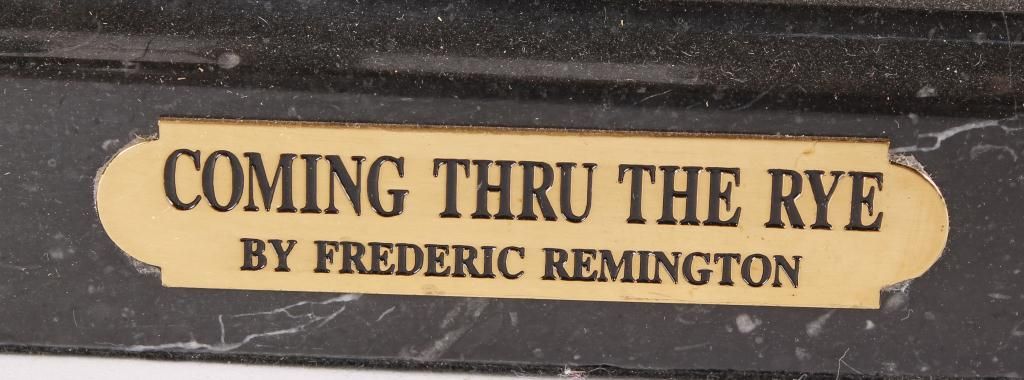 COMING THRU THE RYE
BY FREDERIC REMINGTON